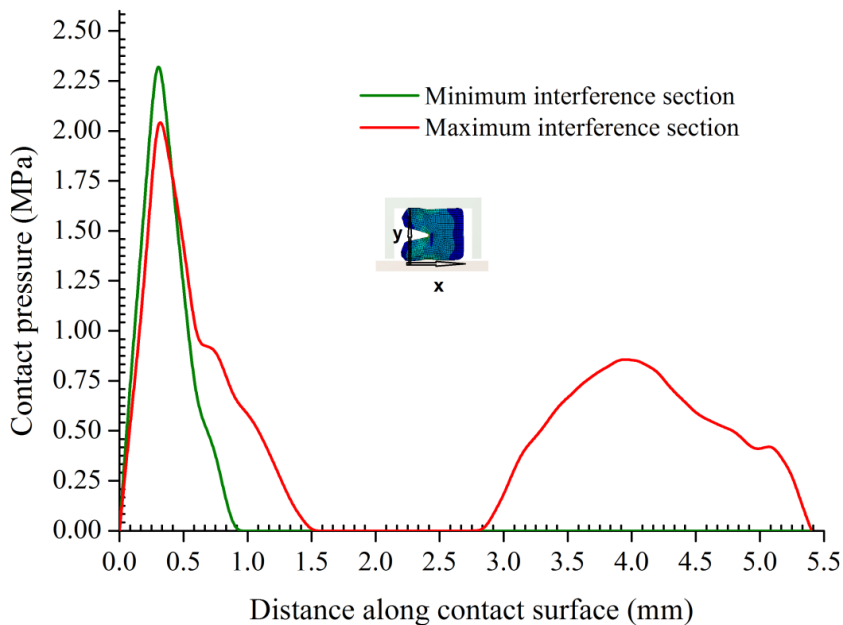 2.50
2.25
2.00
1.75
1.50
1.25
1.00
0.75
0.50
0.25
0.00
Contact pressure (MPa)
Minimum interference section
Maximum interference section
y
x
0.0 0.5 1.0 1.5 2.0 2.5 3.0 3.5 4.0 4.5 5.0 5.5
Distance along contact surface (mm)